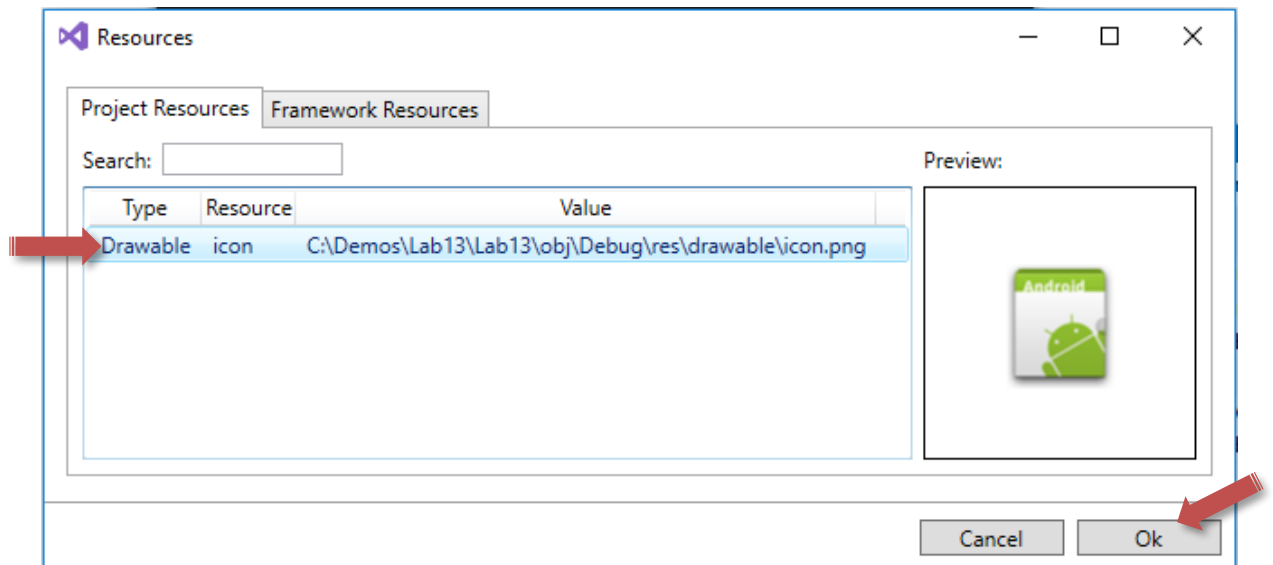 Resources
Project Resources Framework Resources
Search:
Preview:
Type Resource Value
Drawable icon C:\Demos\Lab13\Lab13\obj\Debug\res\drawable\icon.png
Android
Cancel Ok